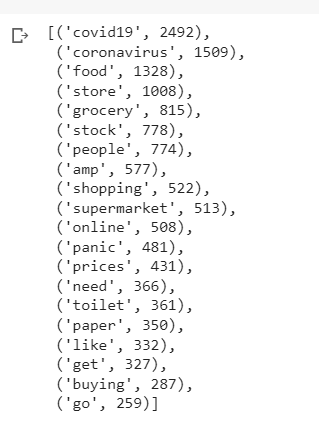 [('covid19', 2492),
('coronavirus', 1509),
('food', 1328),
('store', 1008),
('grocery', 815),
('stock', 778),
('people', 774),
('amp', 577),
('shopping', 522),
('supermarket', 513),
('online', 508),
('panic', 481),
('prices', 431),
('need', 366),
('toilet', 361),
('paper', 350),
('like', 332),
('get', 327),
('buying', 287),
('go', 259)]